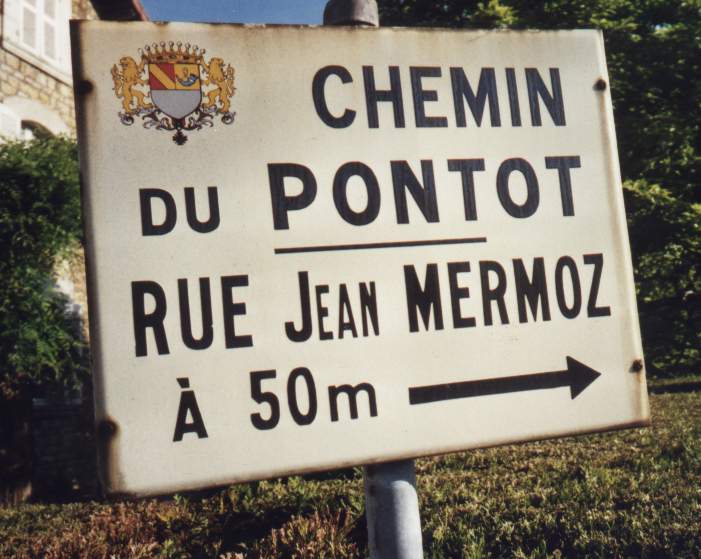 CHEMIN
DU PONTOT
RUE JEAN MERMOZ
À 50m